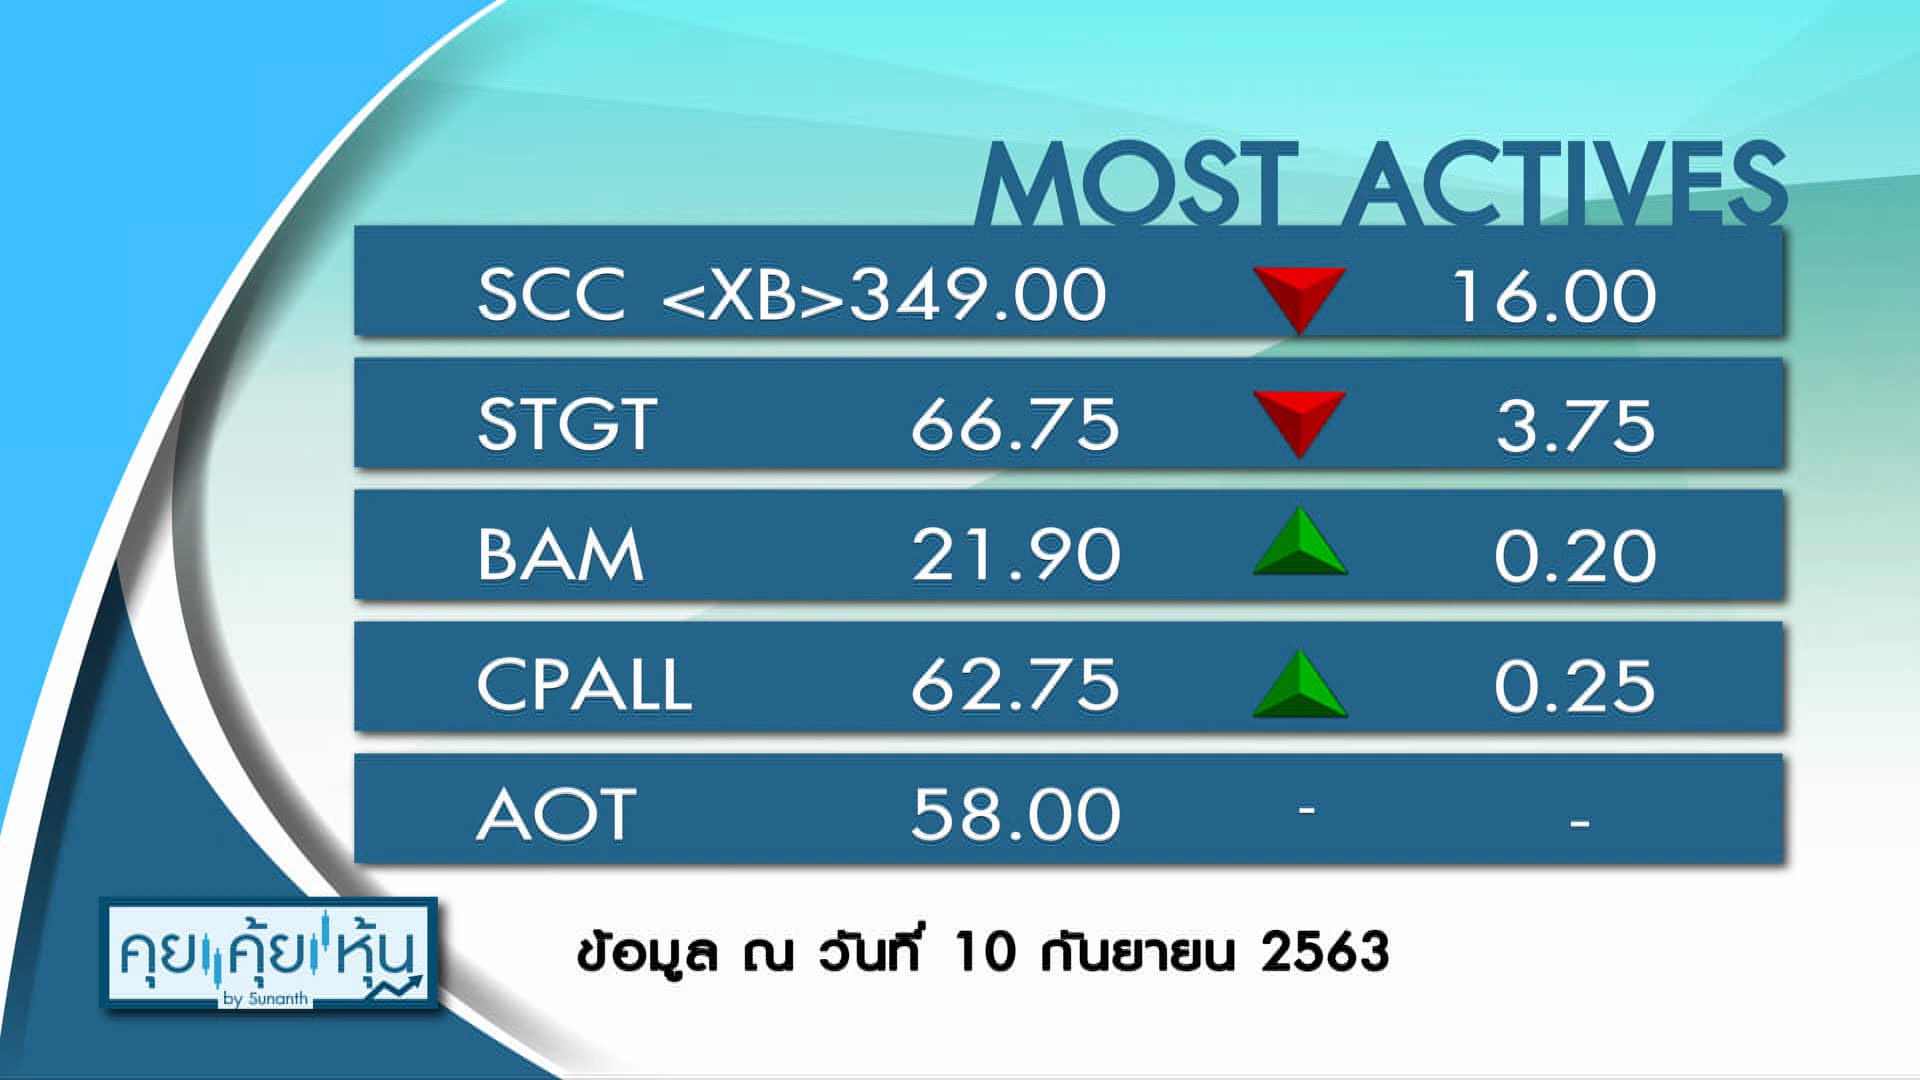 MOST ACTIVES
SCC <XB>349.00 ▼ 16.00
STGT 66.75 ▼ 3.75
BAM 21.90 ▲ 0.20
CPALL 62.75 ▲ 0.25
AOT 58.00 - -
ข้อมูล ณ วันที่ 10 กันยายน 2563
คุย คุ้ย หุ้น
by Sunanth